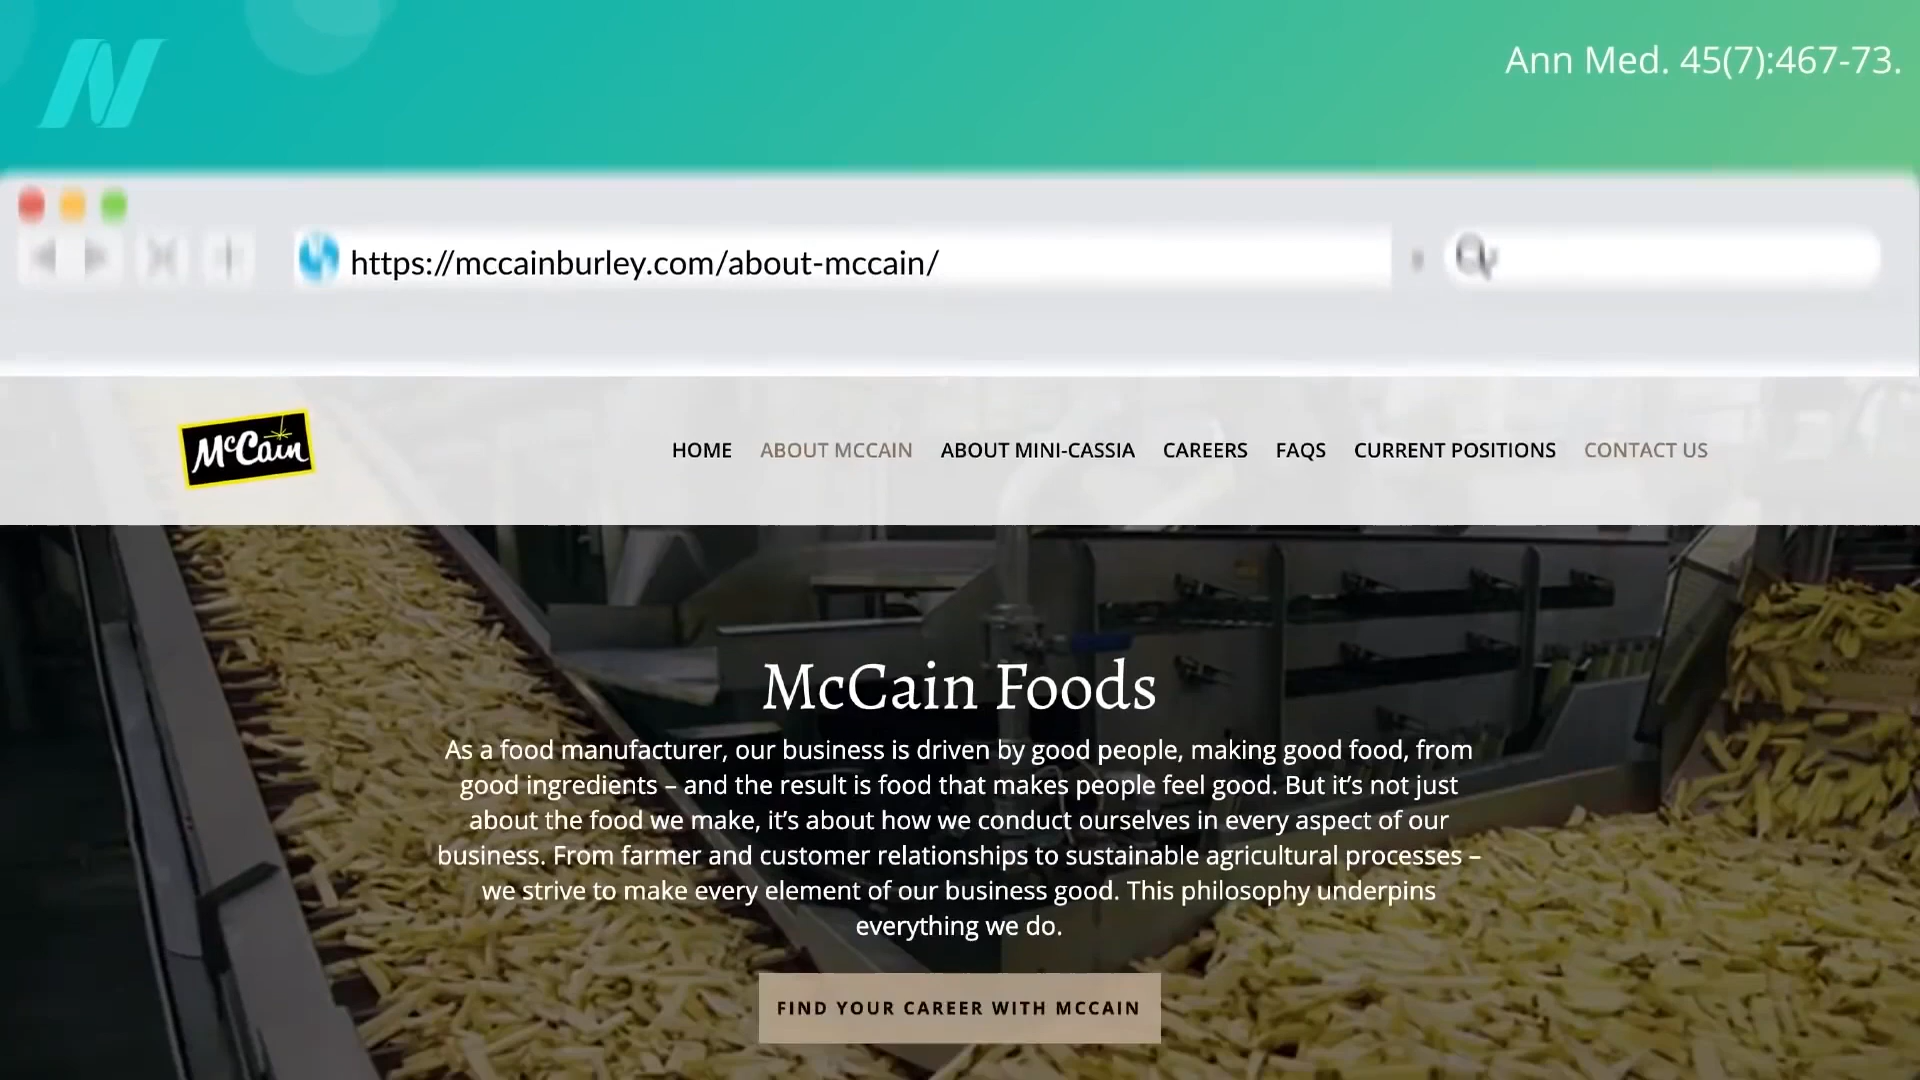 Ann Med. 45(7):467-73.
https://mccainburley.com/about-mccain/
McCain
HOME ABOUT MCCAIN ABOUT MINI-CASSIA CAREERS FAQS CURRENT POSITIONS CONTACT US
McCain Foods
As a food manufacturer, our business is driven by good people, making good food, from
good ingredients – and the result is food that makes people feel good. But it’s not just
about the food we make, it’s about how we conduct ourselves in every aspect of our
business. From farmer and customer relationships to sustainable agricultural processes –
we strive to make every element of our business good. This philosophy underpins
everything we do.
FIND YOUR CAREER WITH MCCAIN